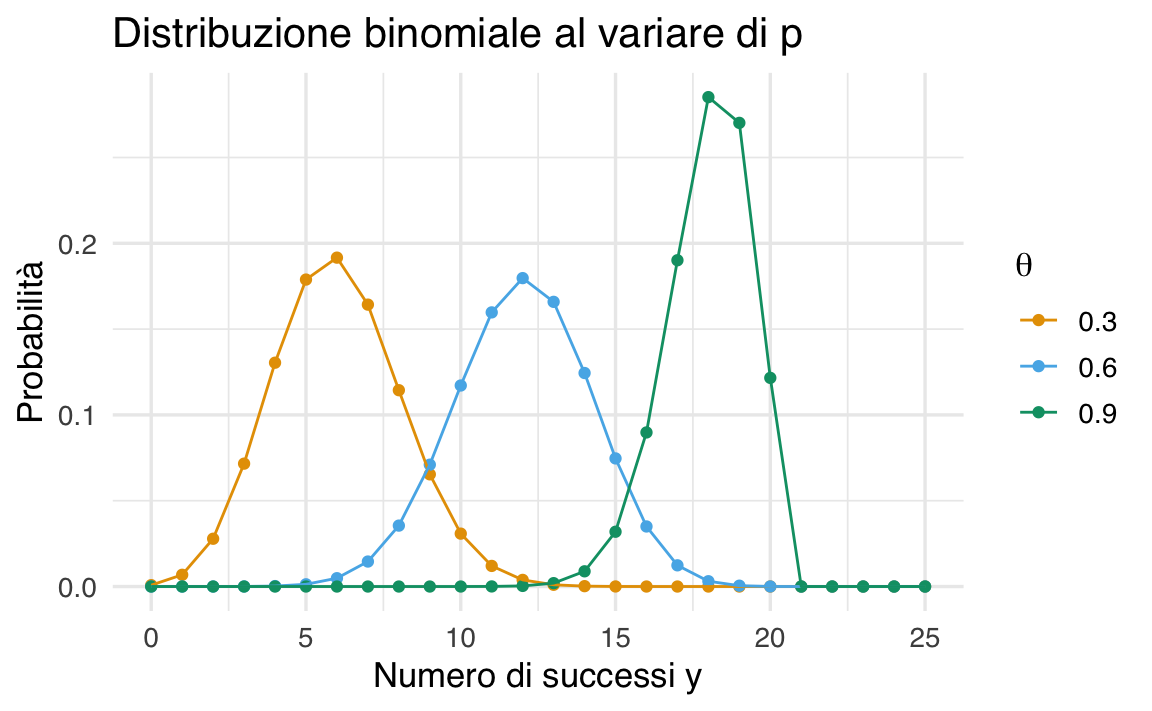 Distribuzione binomiale al variare di p
Probabilità
0.2
0.1
0.0
0 5 10 15 20 25
Numero di successi y
θ
0.3
0.6
0.9